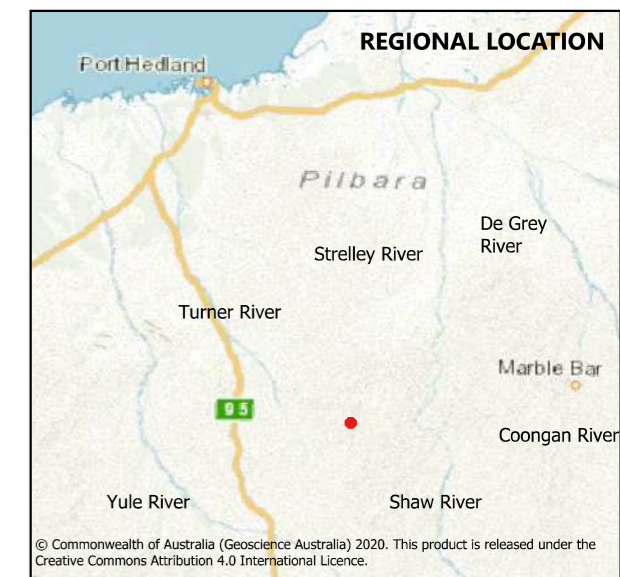 REGIONAL LOCATION
Port Hedland
Pilbara
De Grey
River
Strelley River
Turner River
Marble Bar
95
Coongan River
Yule River
Shaw River
© Commonwealth of Australia (Geoscience Australia) 2020. This product is released under the
Creative Commons Attribution 4.0 International Licence.